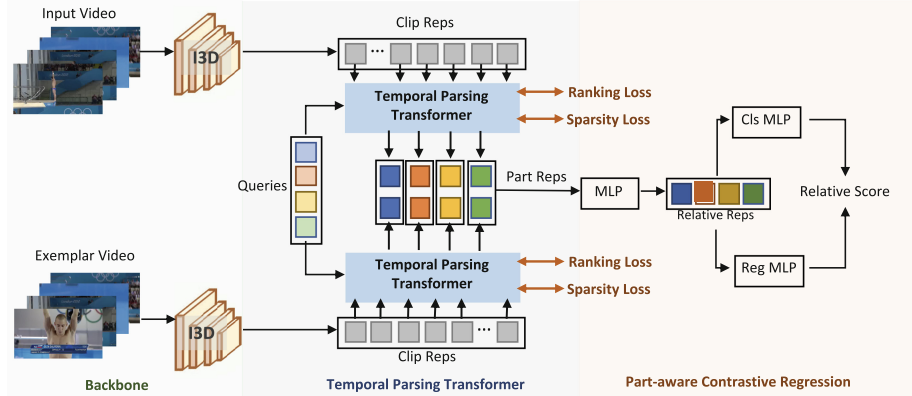 Input Video
I3D
Clip Reps
...
Temporal Parsing
Transformer
Ranking Loss
Sparsity Loss
Queries
Part Reps
MLP
Relative Reps
Cls MLP
Relative Score
Reg MLP
Exemplar Video
I3D
Temporal Parsing
Transformer
Ranking Loss
Sparsity Loss
...
Clip Reps
Backbone
Temporal Parsing Transformer
Part-aware Contrastive Regression